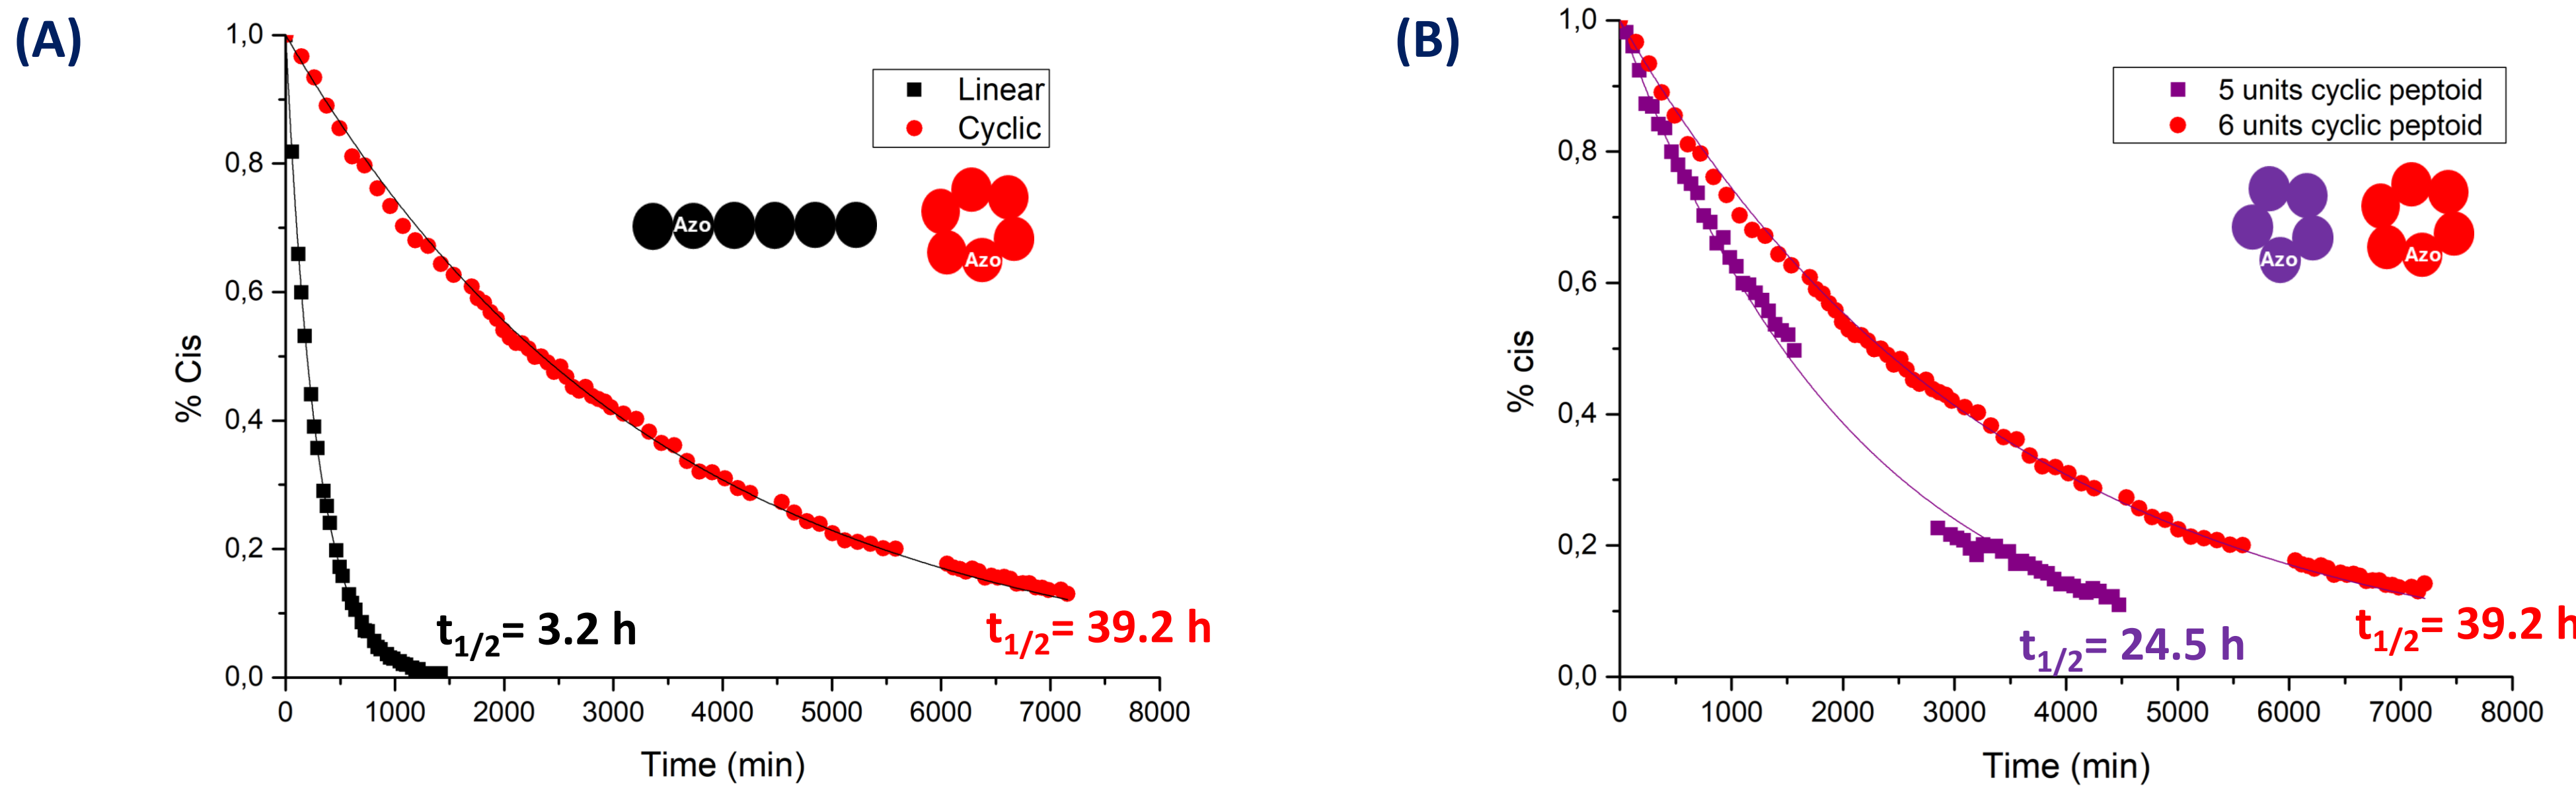 (A)
1,0
0,8
0,6
0,4
0,2
0,0
% Cis
Linear
Cyclic
Azo
Azo
t1/2= 3.2 h
t1/2= 39.2 h
0 1000 2000 3000 4000 5000 6000 7000 8000
Time (min)
(B)
1,0
0,8
0,6
0,4
0,2
0,0
% cis
5 units cyclic peptoid
6 units cyclic peptoid
Azo
Azo
t1/2= 24.5 h
t1/2= 39.2 h
0 1000 2000 3000 4000 5000 6000 7000 8000
Time (min)